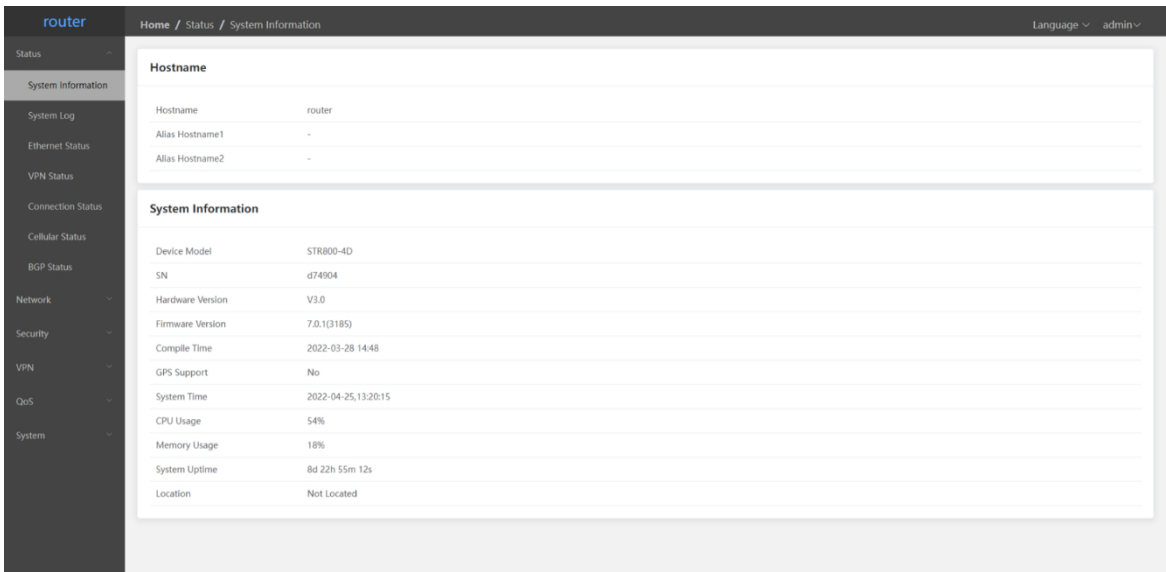 router
Home / Status / System Information
Language
admin
Status
System Information
System Log
Ethernet Status
VPN Status
Connection Status
Cellular Status
BGP Status
Network
Security
VPN
QoS
System
Hostname
Hostname router
Alias Hostname1 -
Alias Hostname2 -
System Information
Device Model STR800-4D
SN d74904
Hardware Version V3.0
Firmware Version 7.0.1(3185)
Compile Time 2022-03-28 14:48
GPS Support No
System Time 2022-04-25,13:20:15
CPU Usage 54%
Memory Usage 18%
System Uptime 8d 22h 55m 12s
Location Not Located